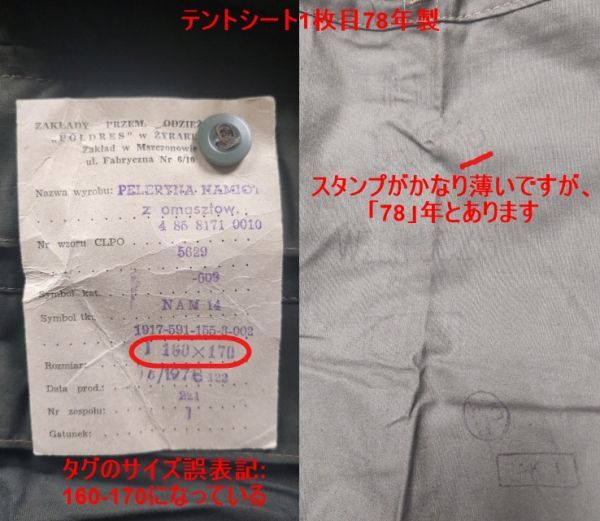 テントシート1枚目78年製
ZAKŁADY PRZEM. ODZIEŻ
„POLDRES" w ŻYRAR
Zakład w Mszczonowie
ul. Fabryczna Nr 6/10
Nazwa wyrobu: PELERYNA NAMIOT
z omasztow.
4 85 8171 0010
Nr wzoru CLPO
5629
-003
Symbol kat.
NAM 14
Symbol tk.
1917-591-155-3-002
I 160×170
Rozmiar:
Data prod.:
221
Nr zespołu:
1
Gatunek:
タグのサイズ誤表記:
160-170になっている
スタンプがかなり薄いですが、
「78」年とあります